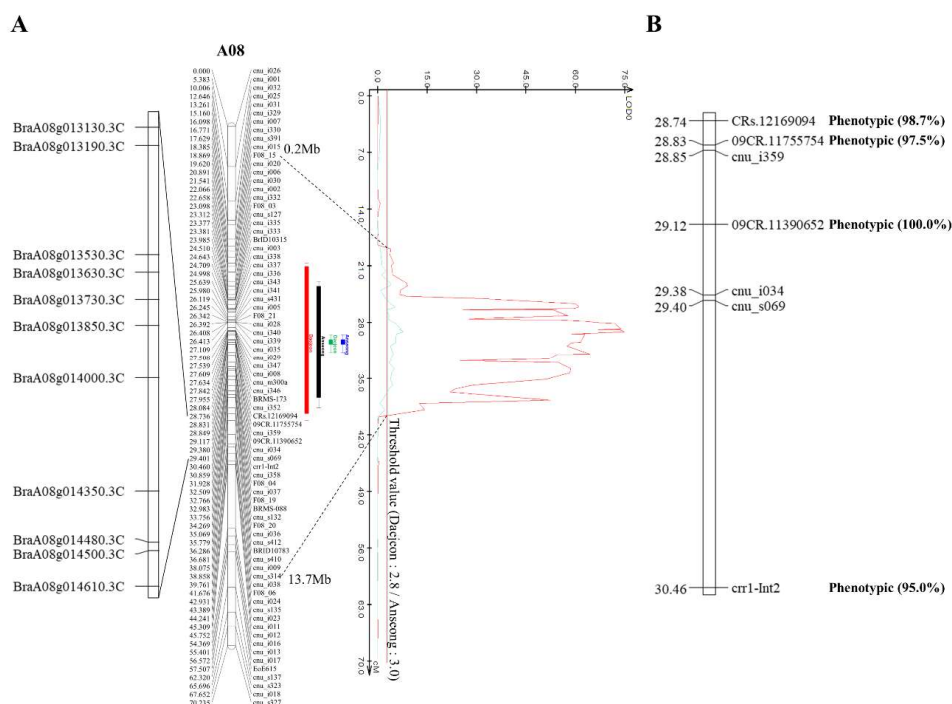 A
B
A08
0.000 cnu_i026
5.383 cnu_i001
10.006 cnu_i032
12.646 cnu_i025
13.261 cnu_i031
15.160 cnu_i329
16.098 cnu_i007
16.771 cnu_i330
17.629 cnu_s391
18.385 cnu_i015
18.869 F08_15
19.620 cnu_i020
20.891 cnu_i006
21.541 cnu_i030
22.066 cnu_i002
22.658 cnu_i332
23.098 F08_03
23.312 cnu_s127
23.377 cnu_i335
23.381 cnu_i333
23.985 BrID10315
24.510 cnu_i003
24.643 cnu_i338
24.709 cnu_i337
24.998 cnu_i336
25.639 cnu_i343
25.980 cnu_i341
26.119 cnu_s431
26.245 cnu_i005
26.342 F08_21
26.392 cnu_i028
26.408 cnu_i340
26.413 cnu_i339
27.109 cnu_i035
27.508 cnu_i029
27.539 cnu_i347
27.609 cnu_i008
27.634 cnu_m300a
27.842 cnu_i346
27.955 BRMS-173
28.084 cnu_i352
28.736 CRs.12169094
28.831 09CR.11755754
28.849 cnu_i359
29.117 09CR.11390652
29.380 cnu_i034
29.401 cnu_s069
30.460 crr1-Int2
30.859 cnu_i358
31.928 F08_04
32.509 cnu_i037
32.766 F08_19
32.983 BRMS-088
33.756 cnu_s132
34.269 F08_20
35.069 cnu_i036
35.779 cnu_s412
36.286 BRID10783
36.681 cnu_s410
38.075 cnu_i009
38.858 cnu_s314
39.761 cnu_i038
41.676 F08_06
42.931 cnu_i024
43.389 cnu_s135
44.241 cnu_i023
45.309 cnu_i011
45.752 cnu_i012
54.369 cnu_i016
55.401 cnu_i013
56.572 cnu_i017
57.507 EoE615
62.320 cnu_s137
65.696 cnu_s323
67.652 cnu_i018
70.235 cnu_s327
BraA08g013130.3C
BraA08g013190.3C
BraA08g013530.3C
BraA08g013630.3C
BraA08g013730.3C
BraA08g013850.3C
BraA08g014000.3C
BraA08g014350.3C
BraA08g014480.3C
BraA08g014500.3C
BraA08g014610.3C
0.2Mb
13.7Mb
Daejeon
Anseong
Daejeon
Anseong
0.0
15.0
30.0
45.0
60.0
75.0
LOD0
0.0
7.0
14.0
21.0
28.0
35.0
42.0
49.0
56.0
63.0
70.0
cM
Threshold value (Daejeon : 2.8 / Anseong : 3.0)
28.74 CRs.12169094 Phenotypic (98.7%)
28.83 09CR.11755754 Phenotypic (97.5%)
28.85 cnu_i359
29.12 09CR.11390652 Phenotypic (100.0%)
29.38 cnu_i034
29.40 cnu_s069
30.46 crr1-Int2 Phenotypic (95.0%)